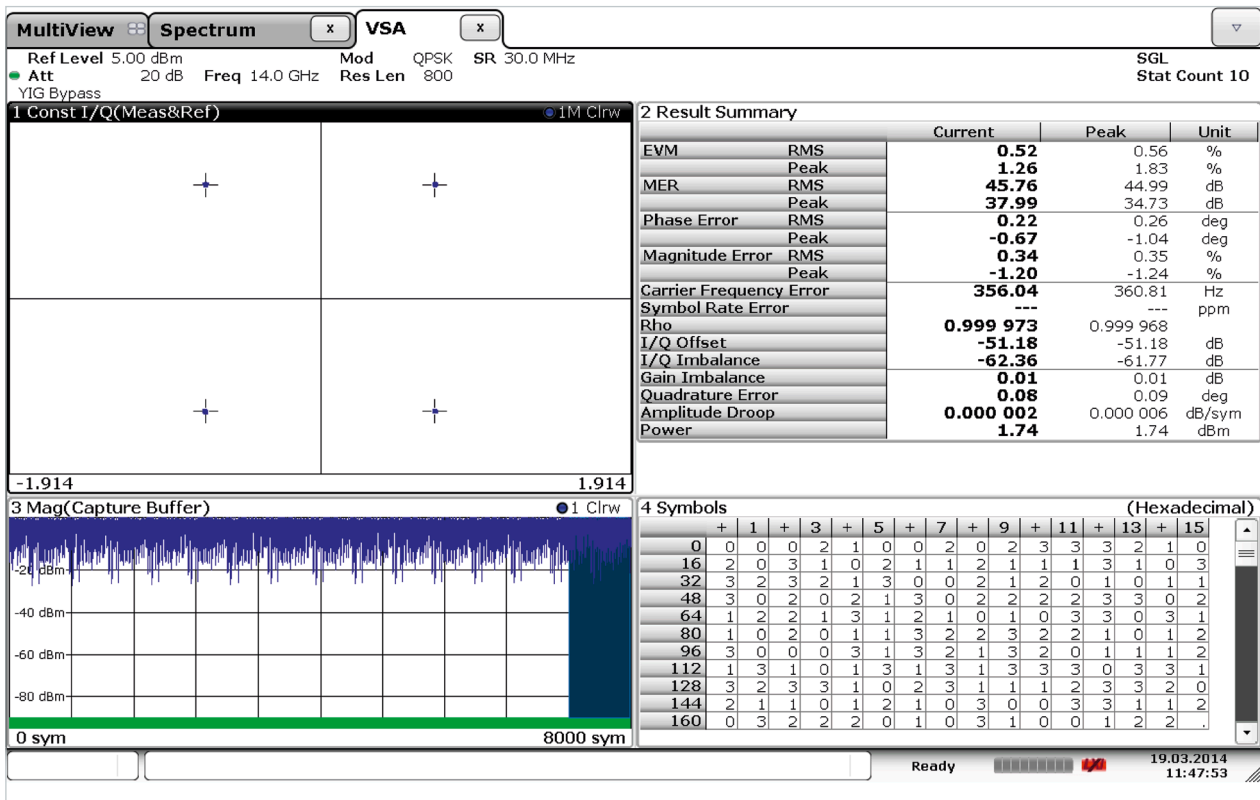 MultiView Spectrum x VSA x
Ref Level 5.00 dBm Mod QPSK SR 30.0 MHz SGL
Att 20 dB Freq 14.0 GHz Res Len 800 Stat Count 10
YIG Bypass
1 Const I/Q(Meas&Ref) 1M Clrw
-1.914 1.914
2 Result Summary
Current Peak Unit
EVM RMS 0.52 0.56 %
Peak 1.26 1.83 %
MER RMS 45.76 44.99 dB
Peak 37.99 34.73 dB
Phase Error RMS 0.22 0.26 deg
Peak -0.67 -1.04 deg
Magnitude Error RMS 0.34 0.35 %
Peak -1.20 -1.24 %
Carrier Frequency Error 356.04 360.81 Hz
Symbol Rate Error --- --- ppm
Rho 0.999 973 0.999 968
I/Q Offset -51.18 -51.18 dB
I/Q Imbalance -62.36 -61.77 dB
Gain Imbalance 0.01 0.01 dB
Quadrature Error 0.08 0.09 deg
Amplitude Droop 0.000 002 0.000 006 dB/sym
Power 1.74 1.74 dBm
3 Mag(Capture Buffer) 1 Clrw
-20 dBm
-40 dBm
-60 dBm
-80 dBm
0 sym 8000 sym
4 Symbols (Hexadecimal)
+ 1 + 3 + 5 + 7 + 9 + 11 + 13 + 15
0 0 0 0 2 1 0 0 2 0 2 3 3 3 2 1 0
16 2 0 3 1 0 2 1 1 2 1 1 1 3 1 0 3
32 3 2 3 2 1 3 0 0 2 1 2 0 1 0 1 1
48 3 0 2 0 2 1 3 0 2 2 2 2 3 3 0 2
64 1 2 2 1 3 1 2 1 0 1 0 3 3 0 3 1
80 1 0 2 0 1 1 3 2 2 3 2 2 1 0 1 2
96 3 0 0 0 3 1 3 2 1 3 2 0 1 1 1 2
112 1 3 1 0 1 3 1 3 1 3 3 3 0 3 3 1
128 3 2 3 3 1 0 2 3 1 1 1 2 3 3 2 0
144 2 1 1 0 1 2 1 0 3 0 0 3 3 1 1 2
160 0 3 2 2 2 0 1 0 3 1 0 0 1 2 2 .
Ready LXI 19.03.2014
11:47:53